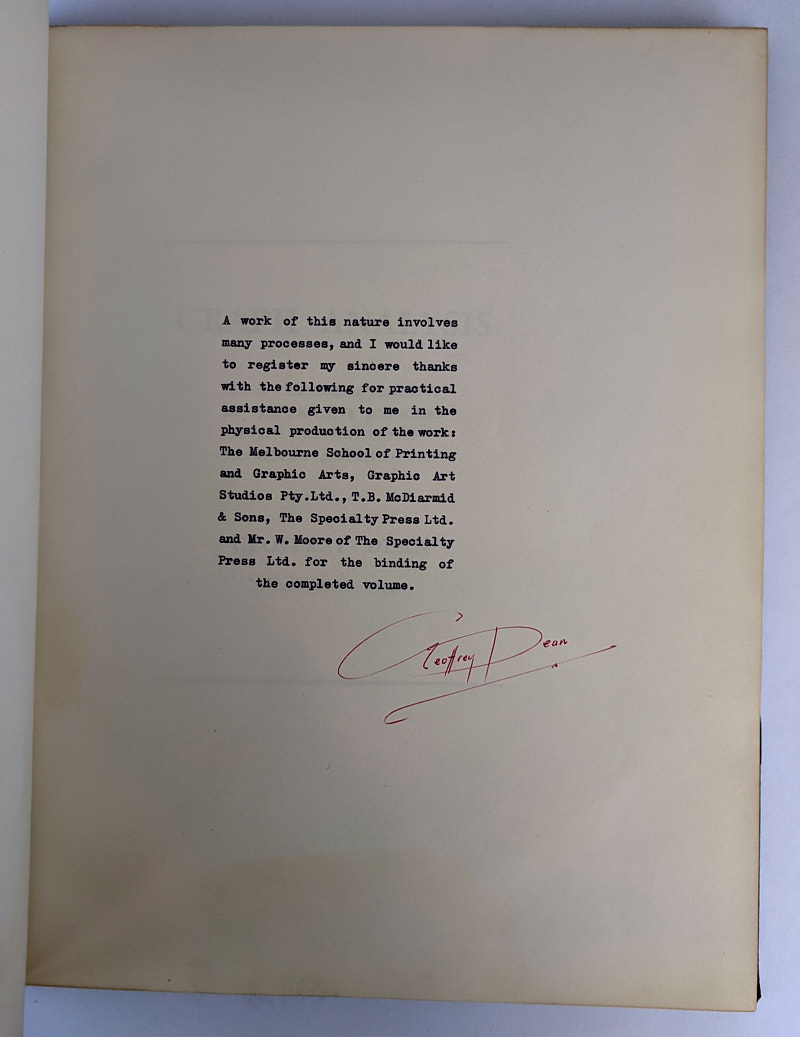 A work of this nature involves
many processes, and I would like
to register my sincere thanks
with the following for practical
assistance given to me in the
physical production of the work:
The Melbourne School of Printing
and Graphic Arts, Graphic Art
Studios Pty.Ltd., T.B. McDiarmid
& Sons, The Specialty Press Ltd.
and Mr. W. Moore of The Specialty
Press Ltd. for the binding of
the completed volume.
Geoffrey Dean